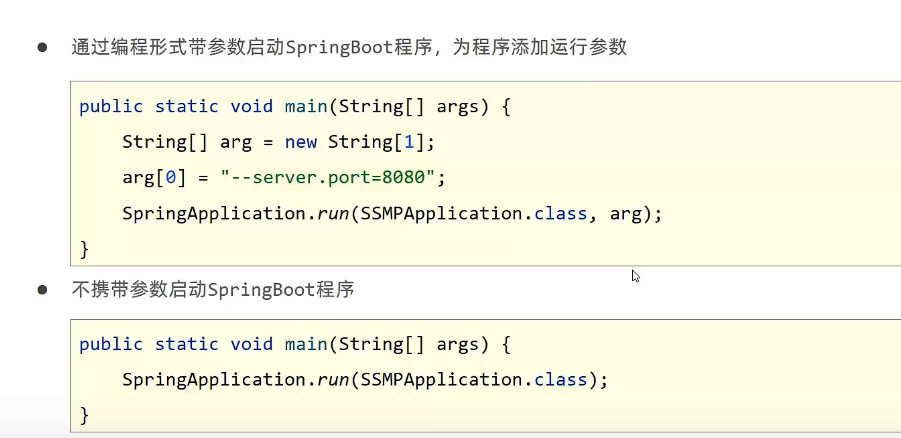 ● 通过编程形式带参数启动SpringBoot程序，为程序添加运行参数
public static void main(String[] args) {
String[] arg = new String[1];
arg[0] = "--server.port=8080";
SpringApplication.run(SSMPApplication.class, arg);
}
● 不携带参数启动SpringBoot程序
public static void main(String[] args) {
SpringApplication.run(SSMPApplication.class);
}